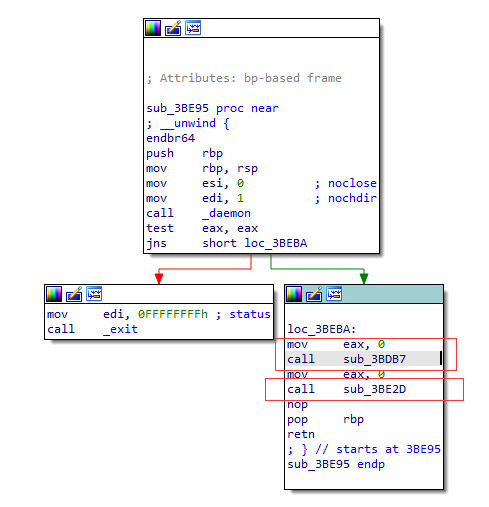 ; Attributes: bp-based frame
sub_3BE95 proc near
; __unwind {
endbr64
push rbp
mov rbp, rsp
mov esi, 0 ; noclose
mov edi, 1 ; nochdir
call _daemon
test eax, eax
jns short loc_3BEBA
mov edi, 0FFFFFFFFh ; status
call _exit
loc_3BEBA:
mov eax, 0
call sub_3BDB7
mov eax, 0
call sub_3BE2D
nop
pop rbp
retn
; } // starts at 3BE95
sub_3BE95 endp